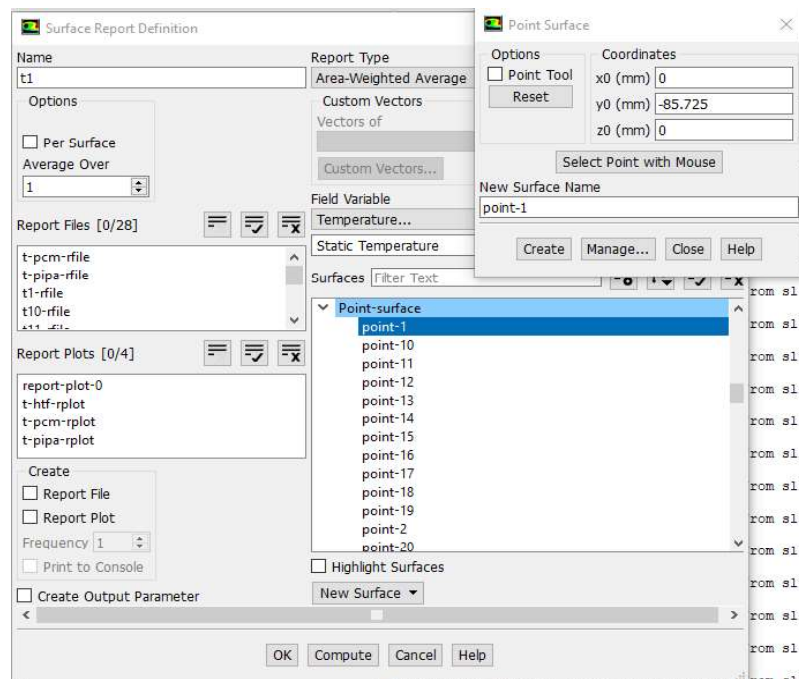 Surface Report Definition
Name
t1
Options
Per Surface
Average Over
1
Report Files [0/28]
t-pcm-rfile
t-pipa-rfile
t1-rfile
t10-rfile
t11-rfile
Report Plots [0/4]
report-plot-0
t-htf-rplot
t-pcm-rplot
t-pipa-rplot
Create
Report File
Report Plot
Frequency 1
Print to Console
Create Output Parameter
Report Type
Area-Weighted Average
Custom Vectors
Vectors of
Custom Vectors...
Field Variable
Temperature...
Static Temperature
Surfaces Filter Text
Point-surface
point-1
point-10
point-11
point-12
point-13
point-14
point-15
point-16
point-17
point-18
point-19
point-2
point-20
Highlight Surfaces
New Surface
OK Compute Cancel Help
Point Surface
Options
Point Tool
Reset
Coordinates
x0 (mm) 0
y0 (mm) -85.725
z0 (mm) 0
Select Point with Mouse
New Surface Name
point-1
Create Manage... Close Help
rom sl
rom sl
rom sl
rom sl
rom sl
rom sl
rom sl
rom sl
rom sl
rom sl
rom sl
rom sl